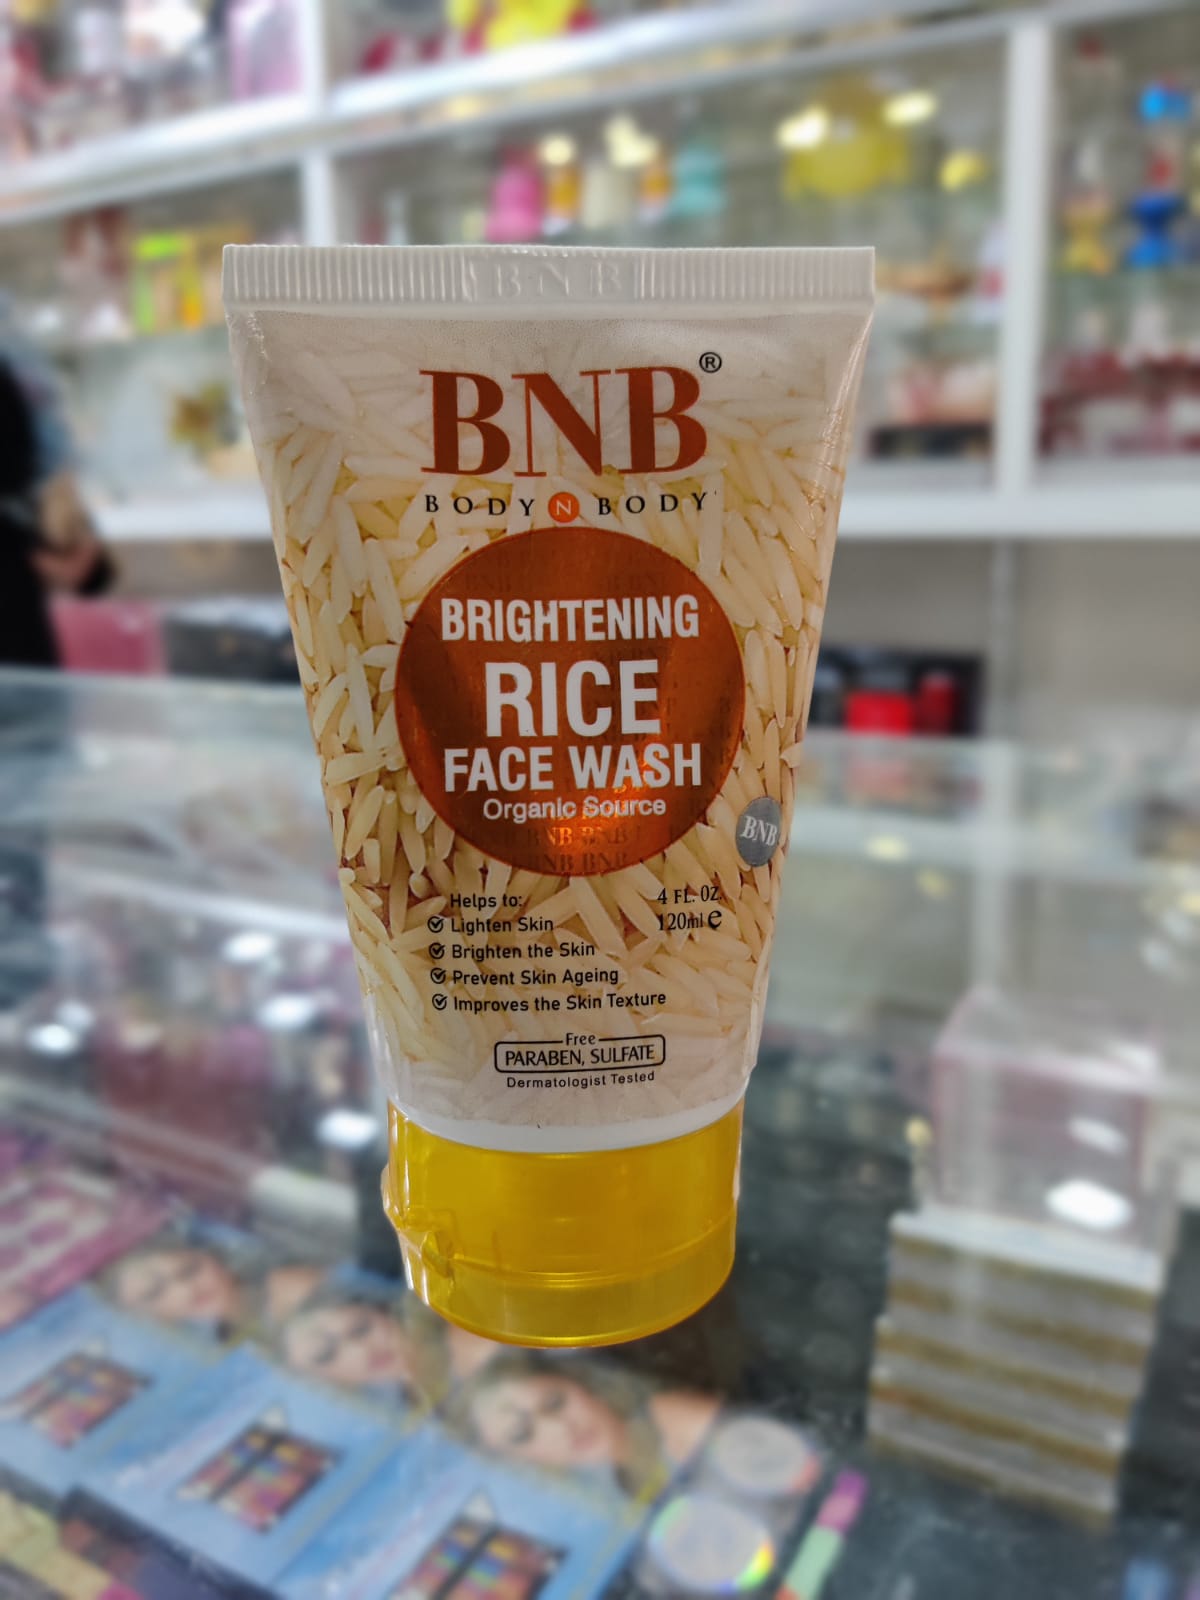 BNB
BNB®
BODY N BODY
BRIGHTENING
RICE
FACE WASH
Organic Source
BNB
Helps to:
Lighten Skin
Brighten the Skin
Prevent Skin Ageing
Improves the Skin Texture
4 FL. OZ.
120ml e
Free
PARABEN, SULFATE
Dermatologist Tested